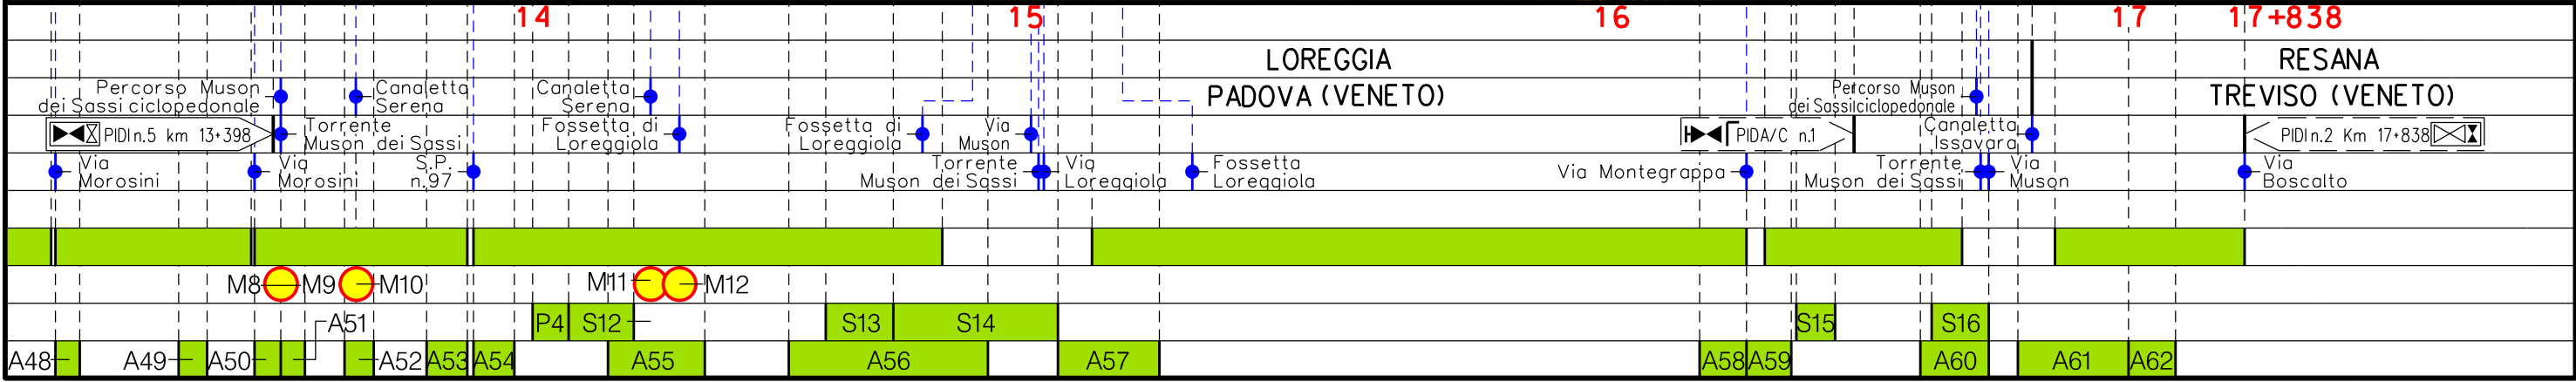 14 15 16 17 17+838
LOREGGIA RESANA
PADOVA (VENETO) TREVISO (VENETO)
Percorso Muson
dei Sassi ciclopedonale
Canaletta
Serena
Canaletta
Serena
Percorso Muson
dei Sassilciclopedonale
PIDI n.5 km 13+398
Torrente
Muson dei Sassi
Fossetta di
Loreggiola
Fossetta di
Loreggiola
Via
Muson
PIDA/C n.1
Canaletta
Issavara
PIDI n.2 Km 17+838
Via
Morosini
Via
Morosini
S.P.
n.97
Torrente
Muson dei Sassi
Via
Loreggiola
Fossetta
Loreggiola
Via Montegrappa
Torrente
Muson dei Sassi
Via
Muson
Via
Boscalto
M8 M9 M10 M11 M12
A51 P4 S12 S13 S14 S15 S16
A48 A49 A50 A52 A53 A54 A55 A56 A57 A58 A59 A60 A61 A62